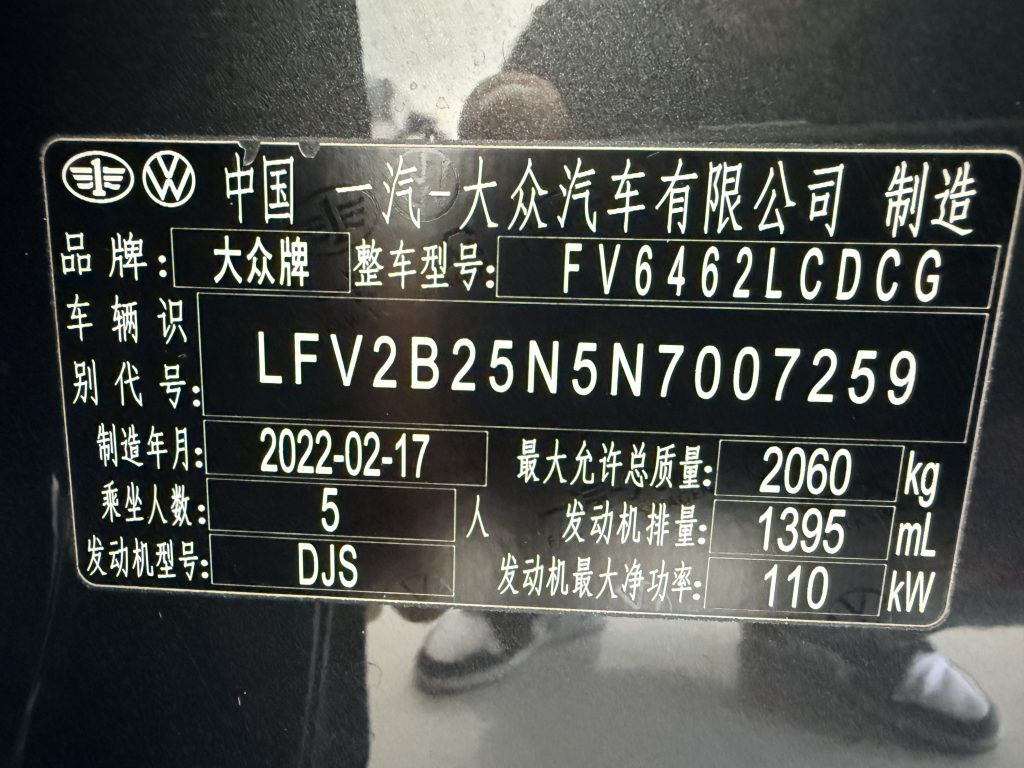 中国 一汽-大众汽车有限公司 制造
品牌: 大众牌 整车型号: FV6462LCDCG
车辆识别代号: LFV2B25N5N7007259
制造年月: 2022-02-17 最大允许总质量: 2060 kg
乘坐人数: 5 人 发动机排量: 1395 mL
发动机型号: DJS 发动机最大净功率: 110 kW